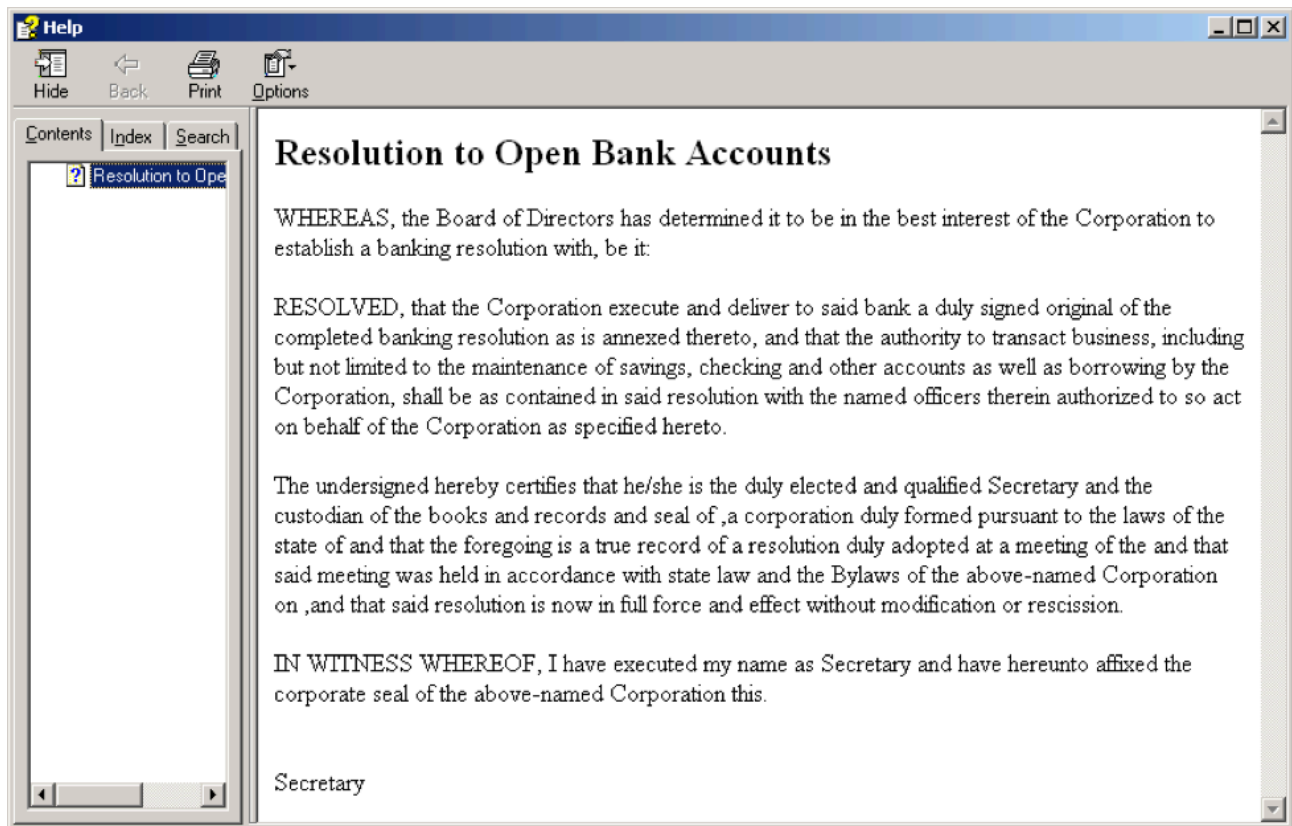 Help
Hide Back Print Options
Contents Index Search
Resolution to Ope
Resolution to Open Bank Accounts
WHEREAS, the Board of Directors has determined it to be in the best interest of the Corporation to
establish a banking resolution with, be it:
RESOLVED, that the Corporation execute and deliver to said bank a duly signed original of the
completed banking resolution as is annexed thereto, and that the authority to transact business, including
but not limited to the maintenance of savings, checking and other accounts as well as borrowing by the
Corporation, shall be as contained in said resolution with the named officers therein authorized to so act
on behalf of the Corporation as specified hereto.
The undersigned hereby certifies that he/she is the duly elected and qualified Secretary and the
custodian of the books and records and seal of ,a corporation duly formed pursuant to the laws of the
state of and that the foregoing is a true record of a resolution duly adopted at a meeting of the and that
said meeting was held in accordance with state law and the Bylaws of the above-named Corporation
on ,and that said resolution is now in full force and effect without modification or rescission.
IN WITNESS WHEREOF, I have executed my name as Secretary and have hereunto affixed the
corporate seal of the above-named Corporation this.
Secretary